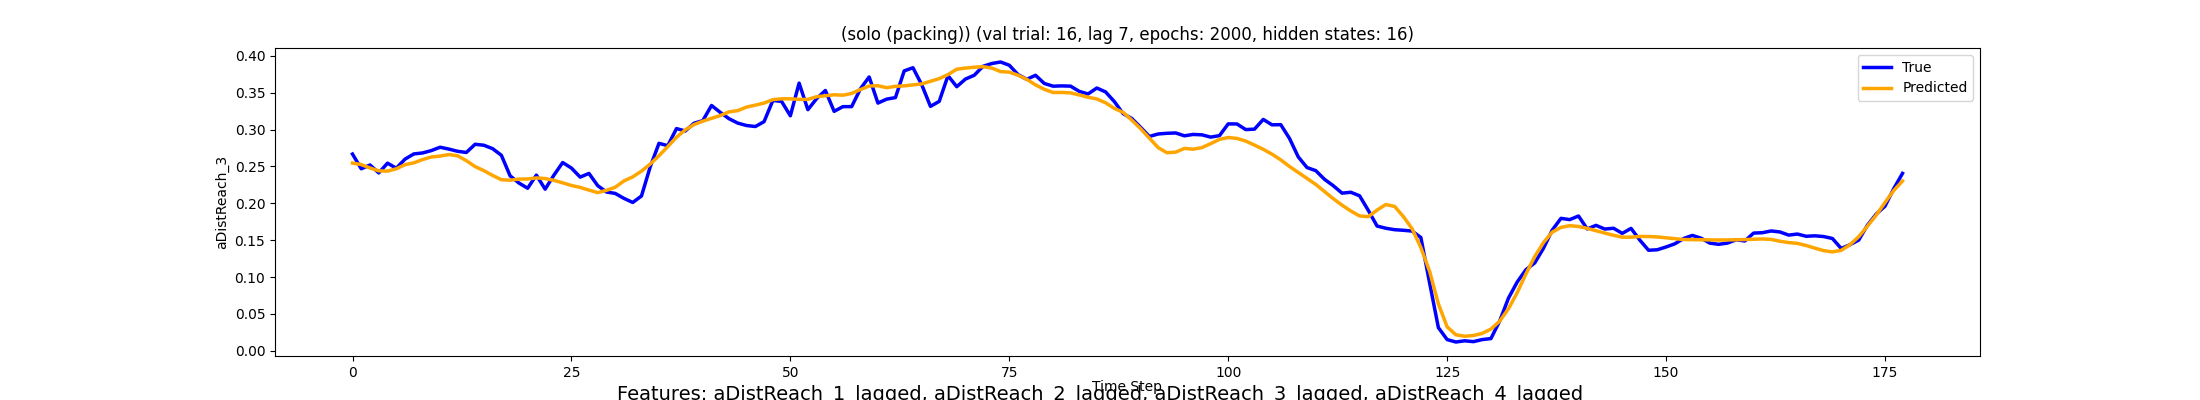 (solo (packing)) (val trial: 16, lag 7, epochs: 2000, hidden states: 16)
True
Predicted
aDistReach_3
0.40
0.35
0.30
0.25
0.20
0.15
0.10
0.05
0.00
0 25 50 75 100 125 150 175
Time Step
Features: aDistReach_1_lagged, aDistReach_2_lagged, aDistReach_3_lagged, aDistReach_4_lagged